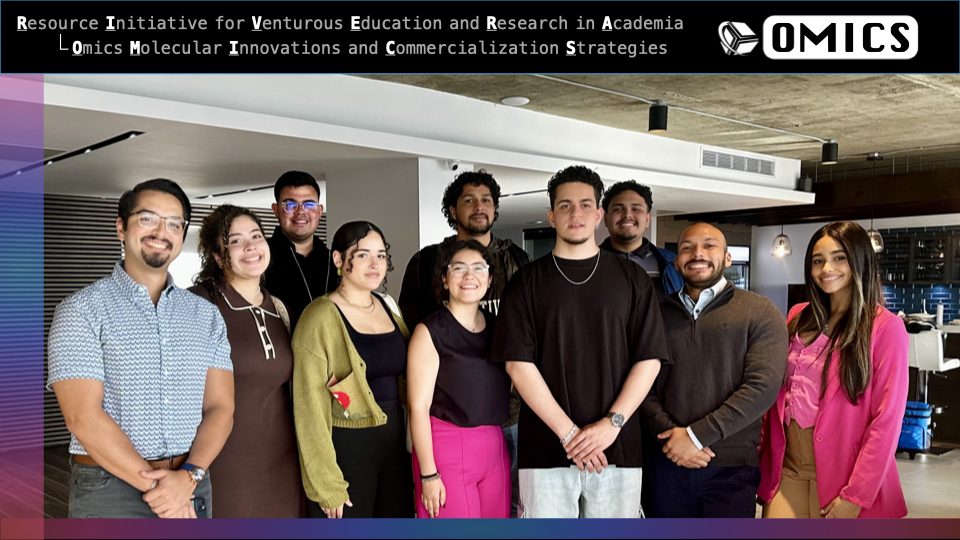 Resource Initiative for Venturous Education and Research in Academia
Omics Molecular Innovations and Commercialization Strategies
OMICS